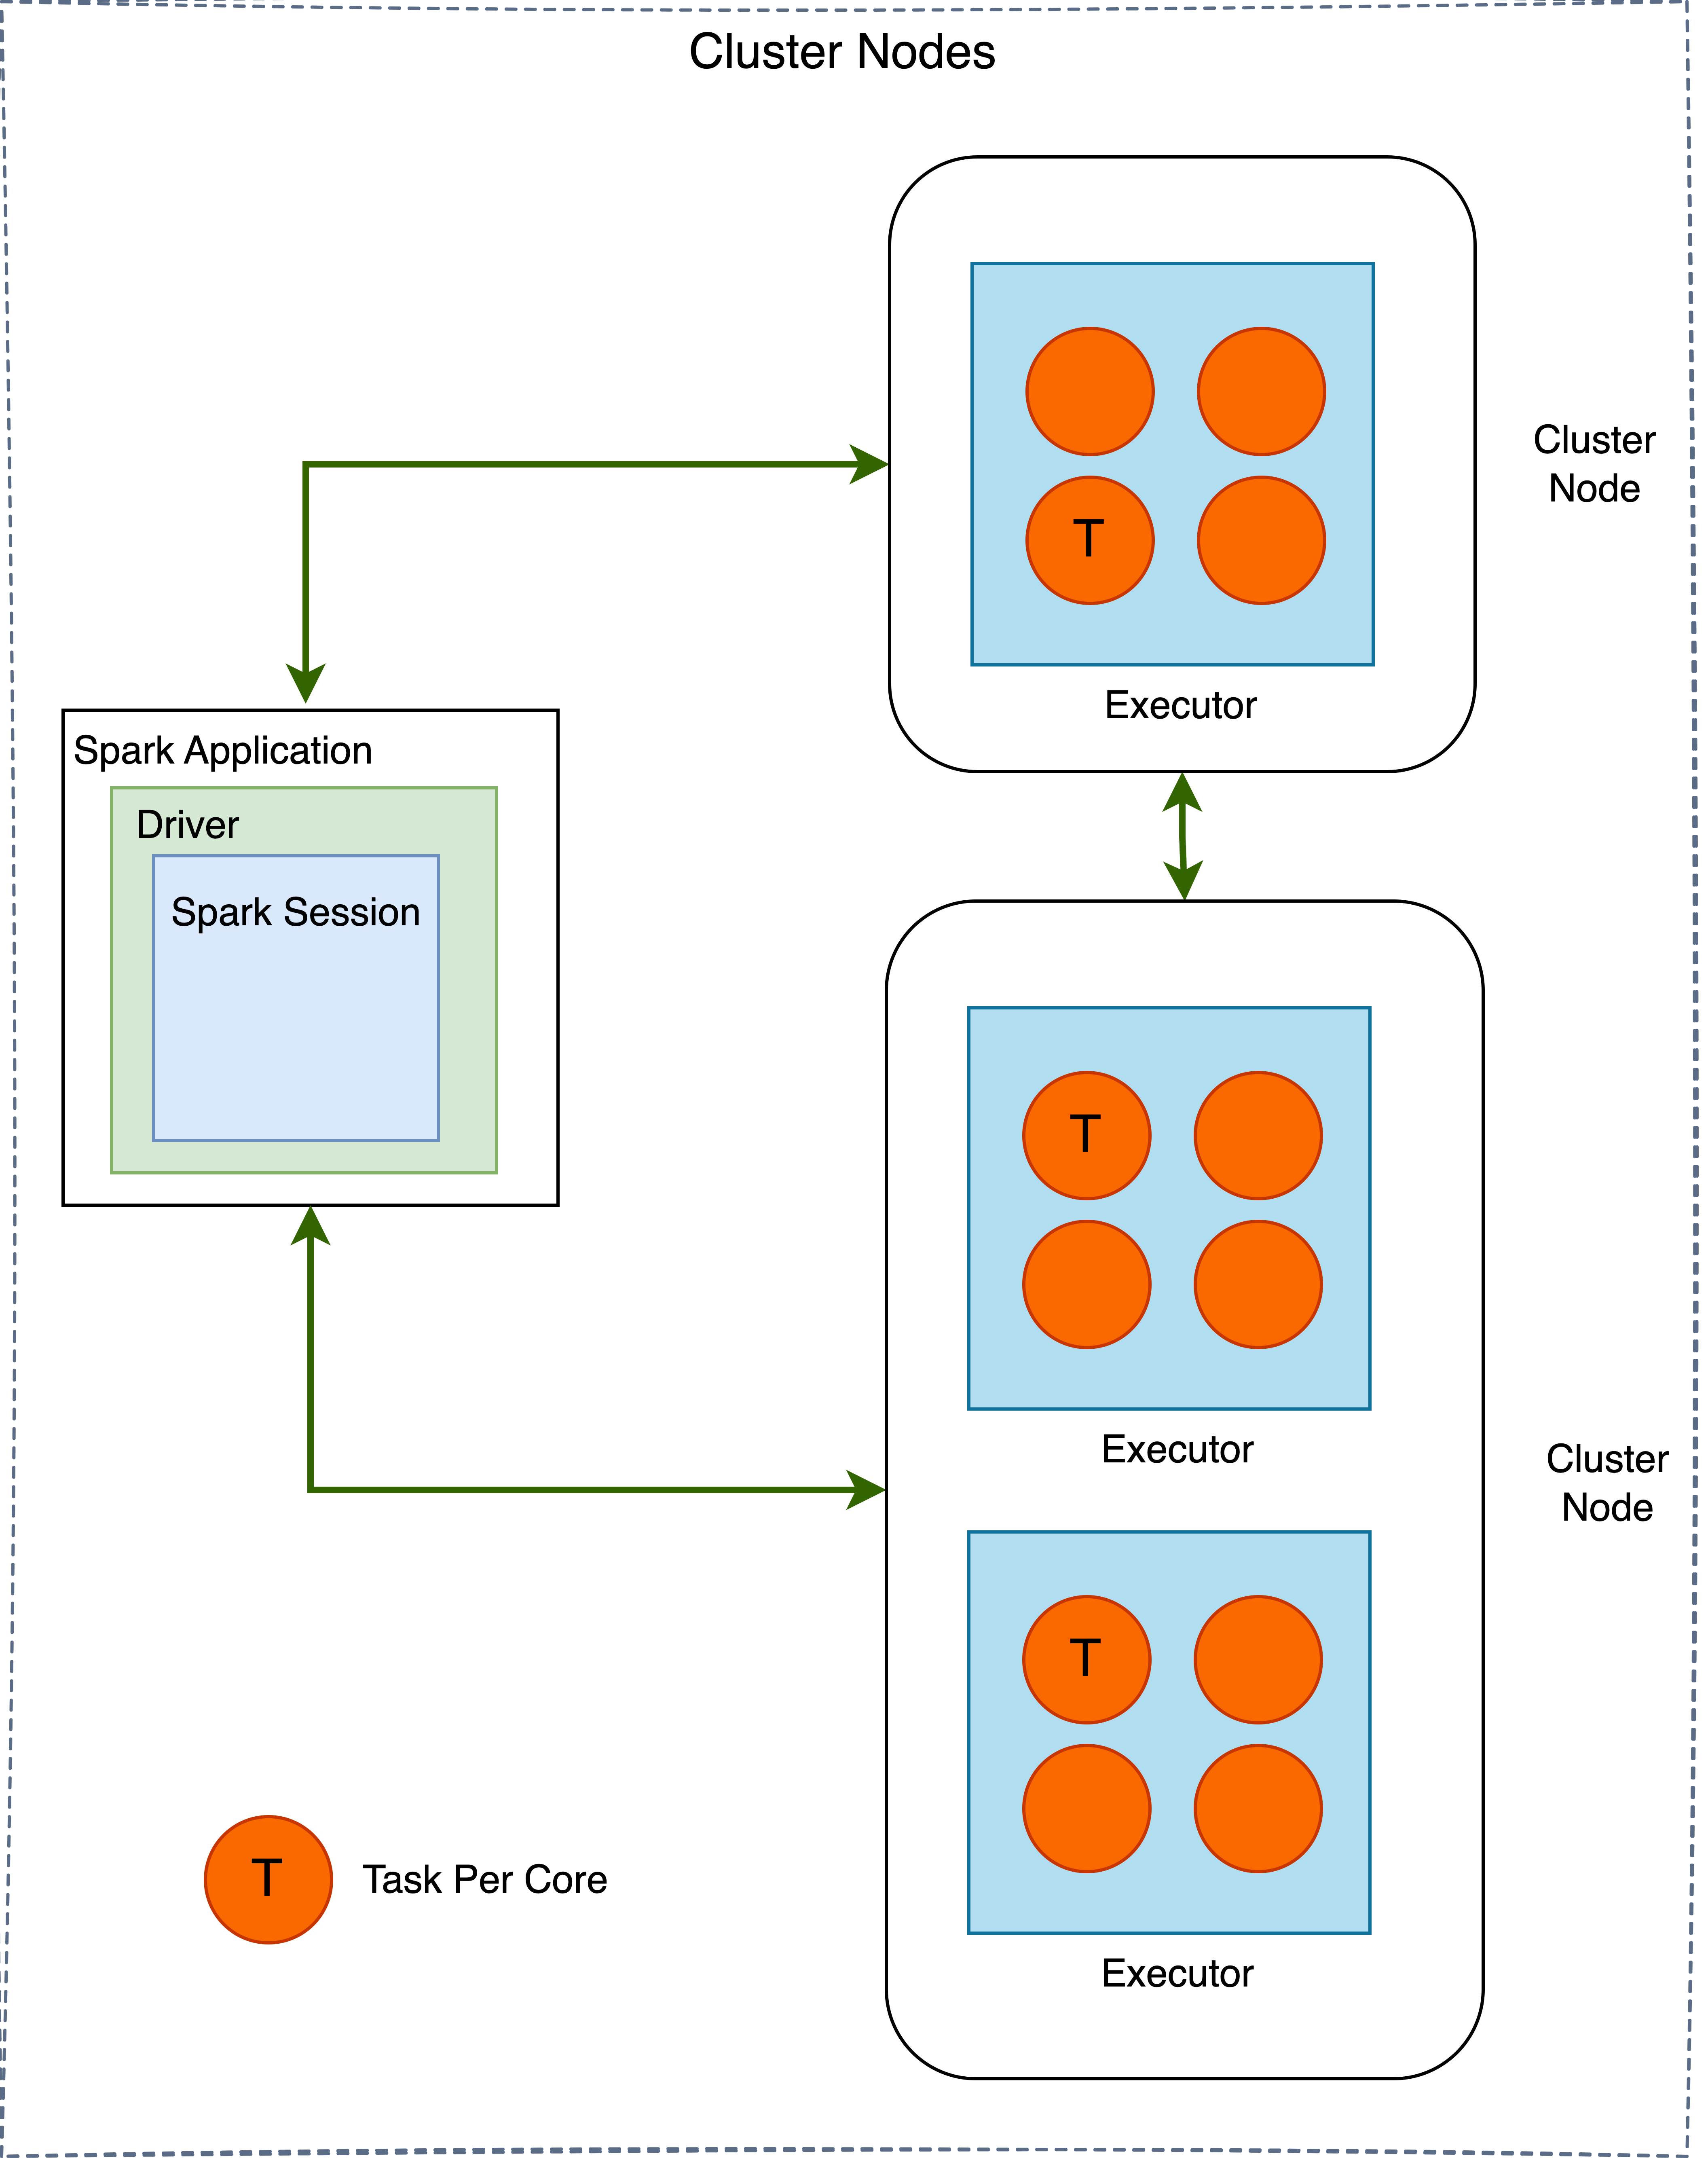 Cluster Nodes
T
Executor
Cluster
Node
Spark Application
Driver
Spark Session
T
Executor
Cluster
Node
T
Executor
T
Task Per Core